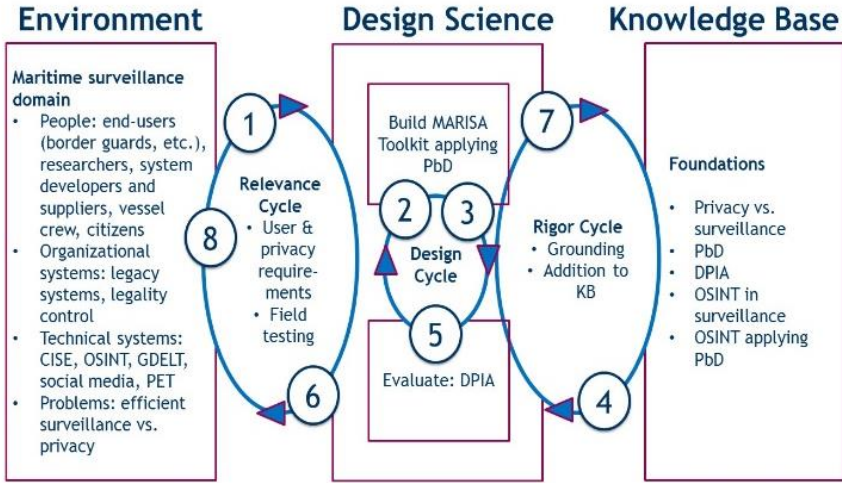 Environment
Design Science
Knowledge Base
Maritime surveillance
domain
• People: end-users
(border guards, etc.),
researchers, system
developers and
suppliers, vessel
crew, citizens
• Organizational
systems: legacy
systems, legality
control
• Technical systems:
CISE, OSINT, GDELT,
social media, PET
• Problems: efficient
surveillance vs.
privacy
1
8
6
Relevance
Cycle
• User &
privacy
require-
ments
• Field
testing
Build MARISA
Toolkit applying
PbD
2
3
Design
Cycle
5
Evaluate: DPIA
7
Rigor Cycle
• Grounding
• Addition to
KB
4
Foundations
• Privacy vs.
surveillance
• PbD
• DPIA
• OSINT in
surveillance
• OSINT applying
PbD